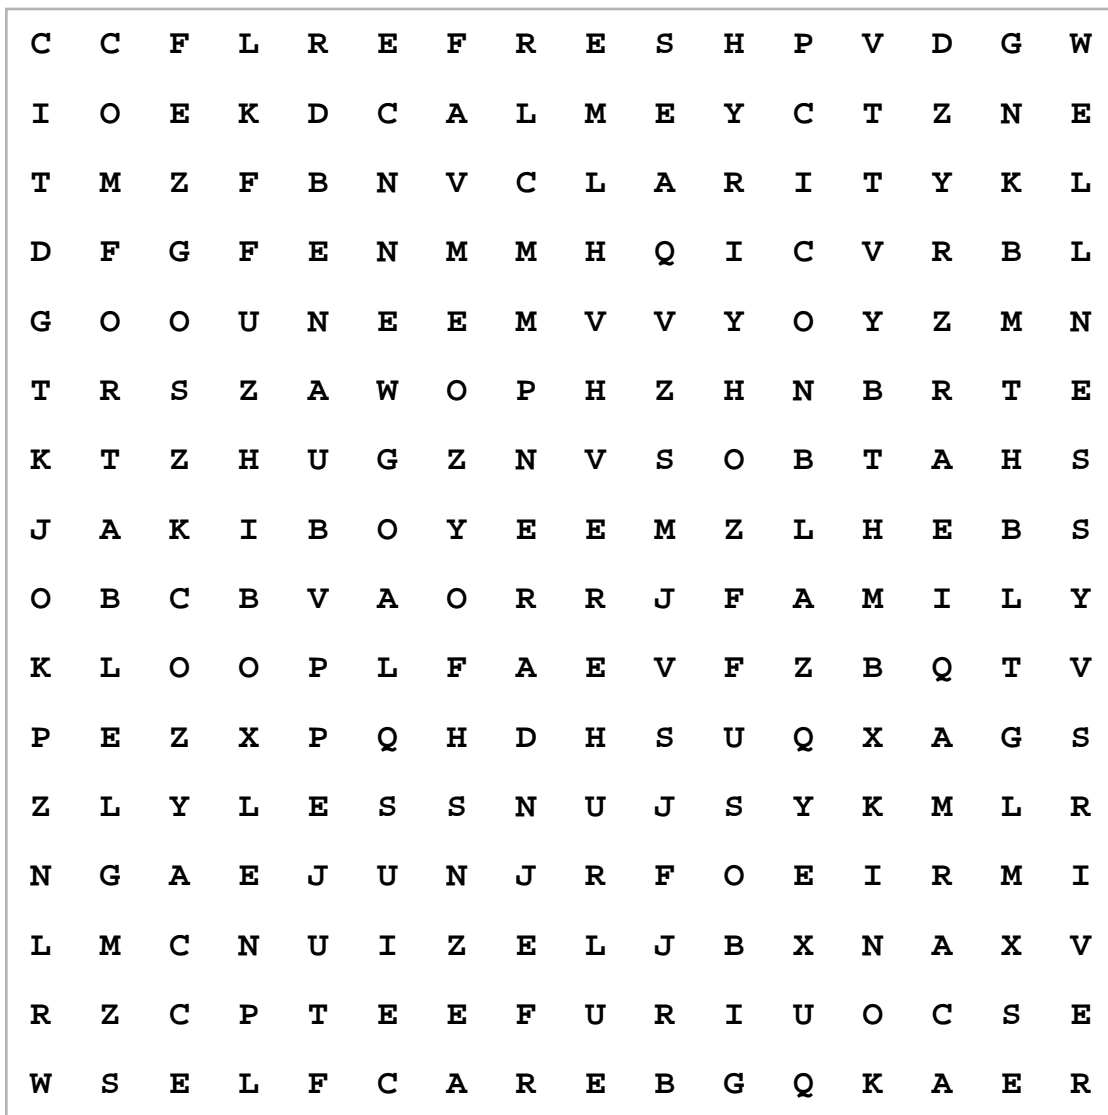 C C F L R E F R E S H P V D G W
I O E K D C A L M E Y C T Z N E
T M Z F B N V C L A R I T Y K L
D F G F E N M M H Q I C V R B L
G O O U N E E M V V Y O Y Z M N
T R S Z A W O P H Z H N B R T E
K T Z H U G Z N V S O B T A H S
J A K I B O Y E E M Z L H E B S
O B C B V A O R R J F A M I L Y
K L O O P L F A E V F Z B Q T V
P E Z X P Q H D H S U Q X A G S
Z L Y L E S S N U J S Y K M L R
N G A E J U N J R F O E I R M I
L M C N U I Z E L J B X N A X V
R Z C P T E E F U R I U O C S E
W S E L F C A R E B G Q K A E R